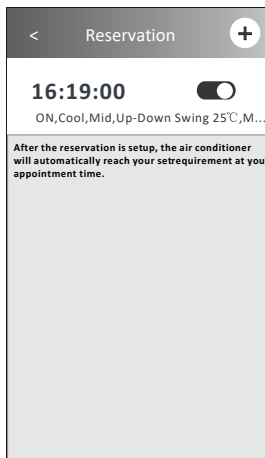 < Reservation +
16:19:00
ON,Cool,Mid,Up-Down Swing 25℃,M...
After the reservation is setup, the air conditioner
will automatically reach your setrequirement at you
appointment time.